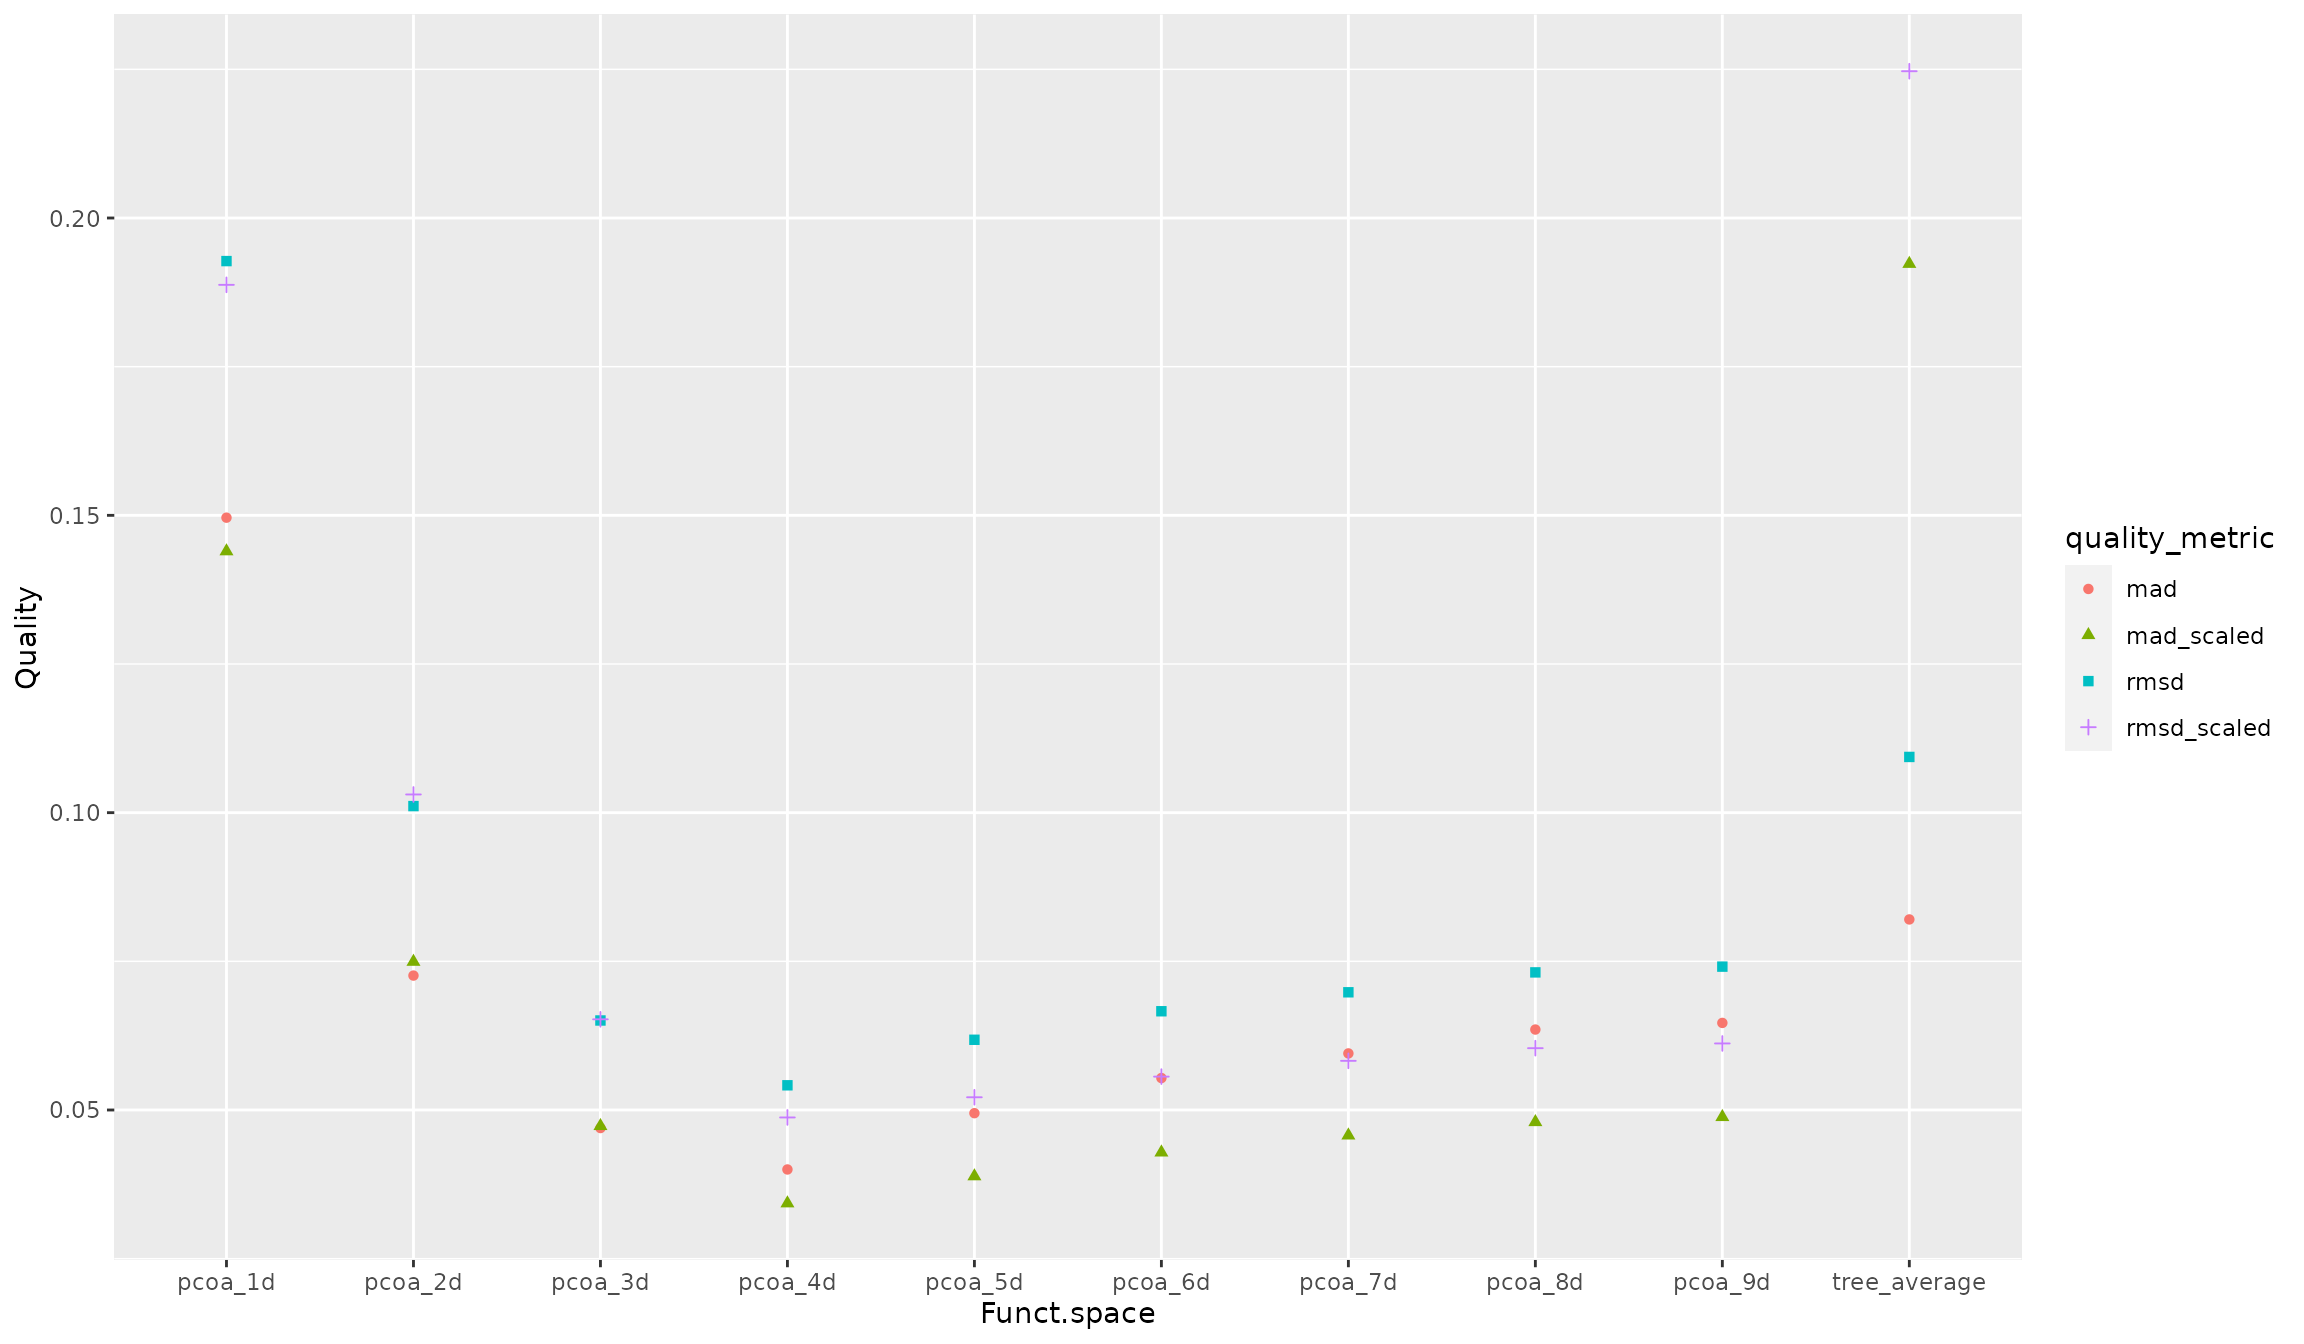 0.20
0.15
0.10
0.05
Quality
pcoa_1d pcoa_2d pcoa_3d pcoa_4d pcoa_5d pcoa_6d pcoa_7d pcoa_8d pcoa_9d tree_average
Funct.space
quality_metric
mad
mad_scaled
rmsd
rmsd_scaled